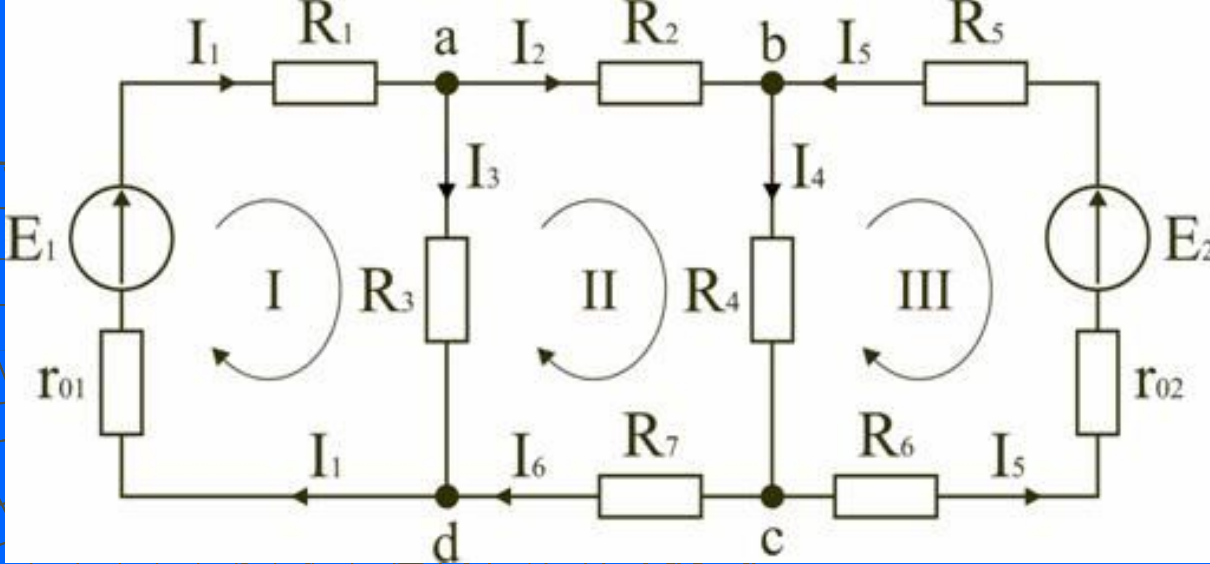 I₁ R₁ a I₂ R₂ b I₅ R₅
I₃ I₄
E₁ I R₃ II R₄ III E₂
r₀₁ r₀₂
I₁ I₆ R₇ R₆ I₅
d c